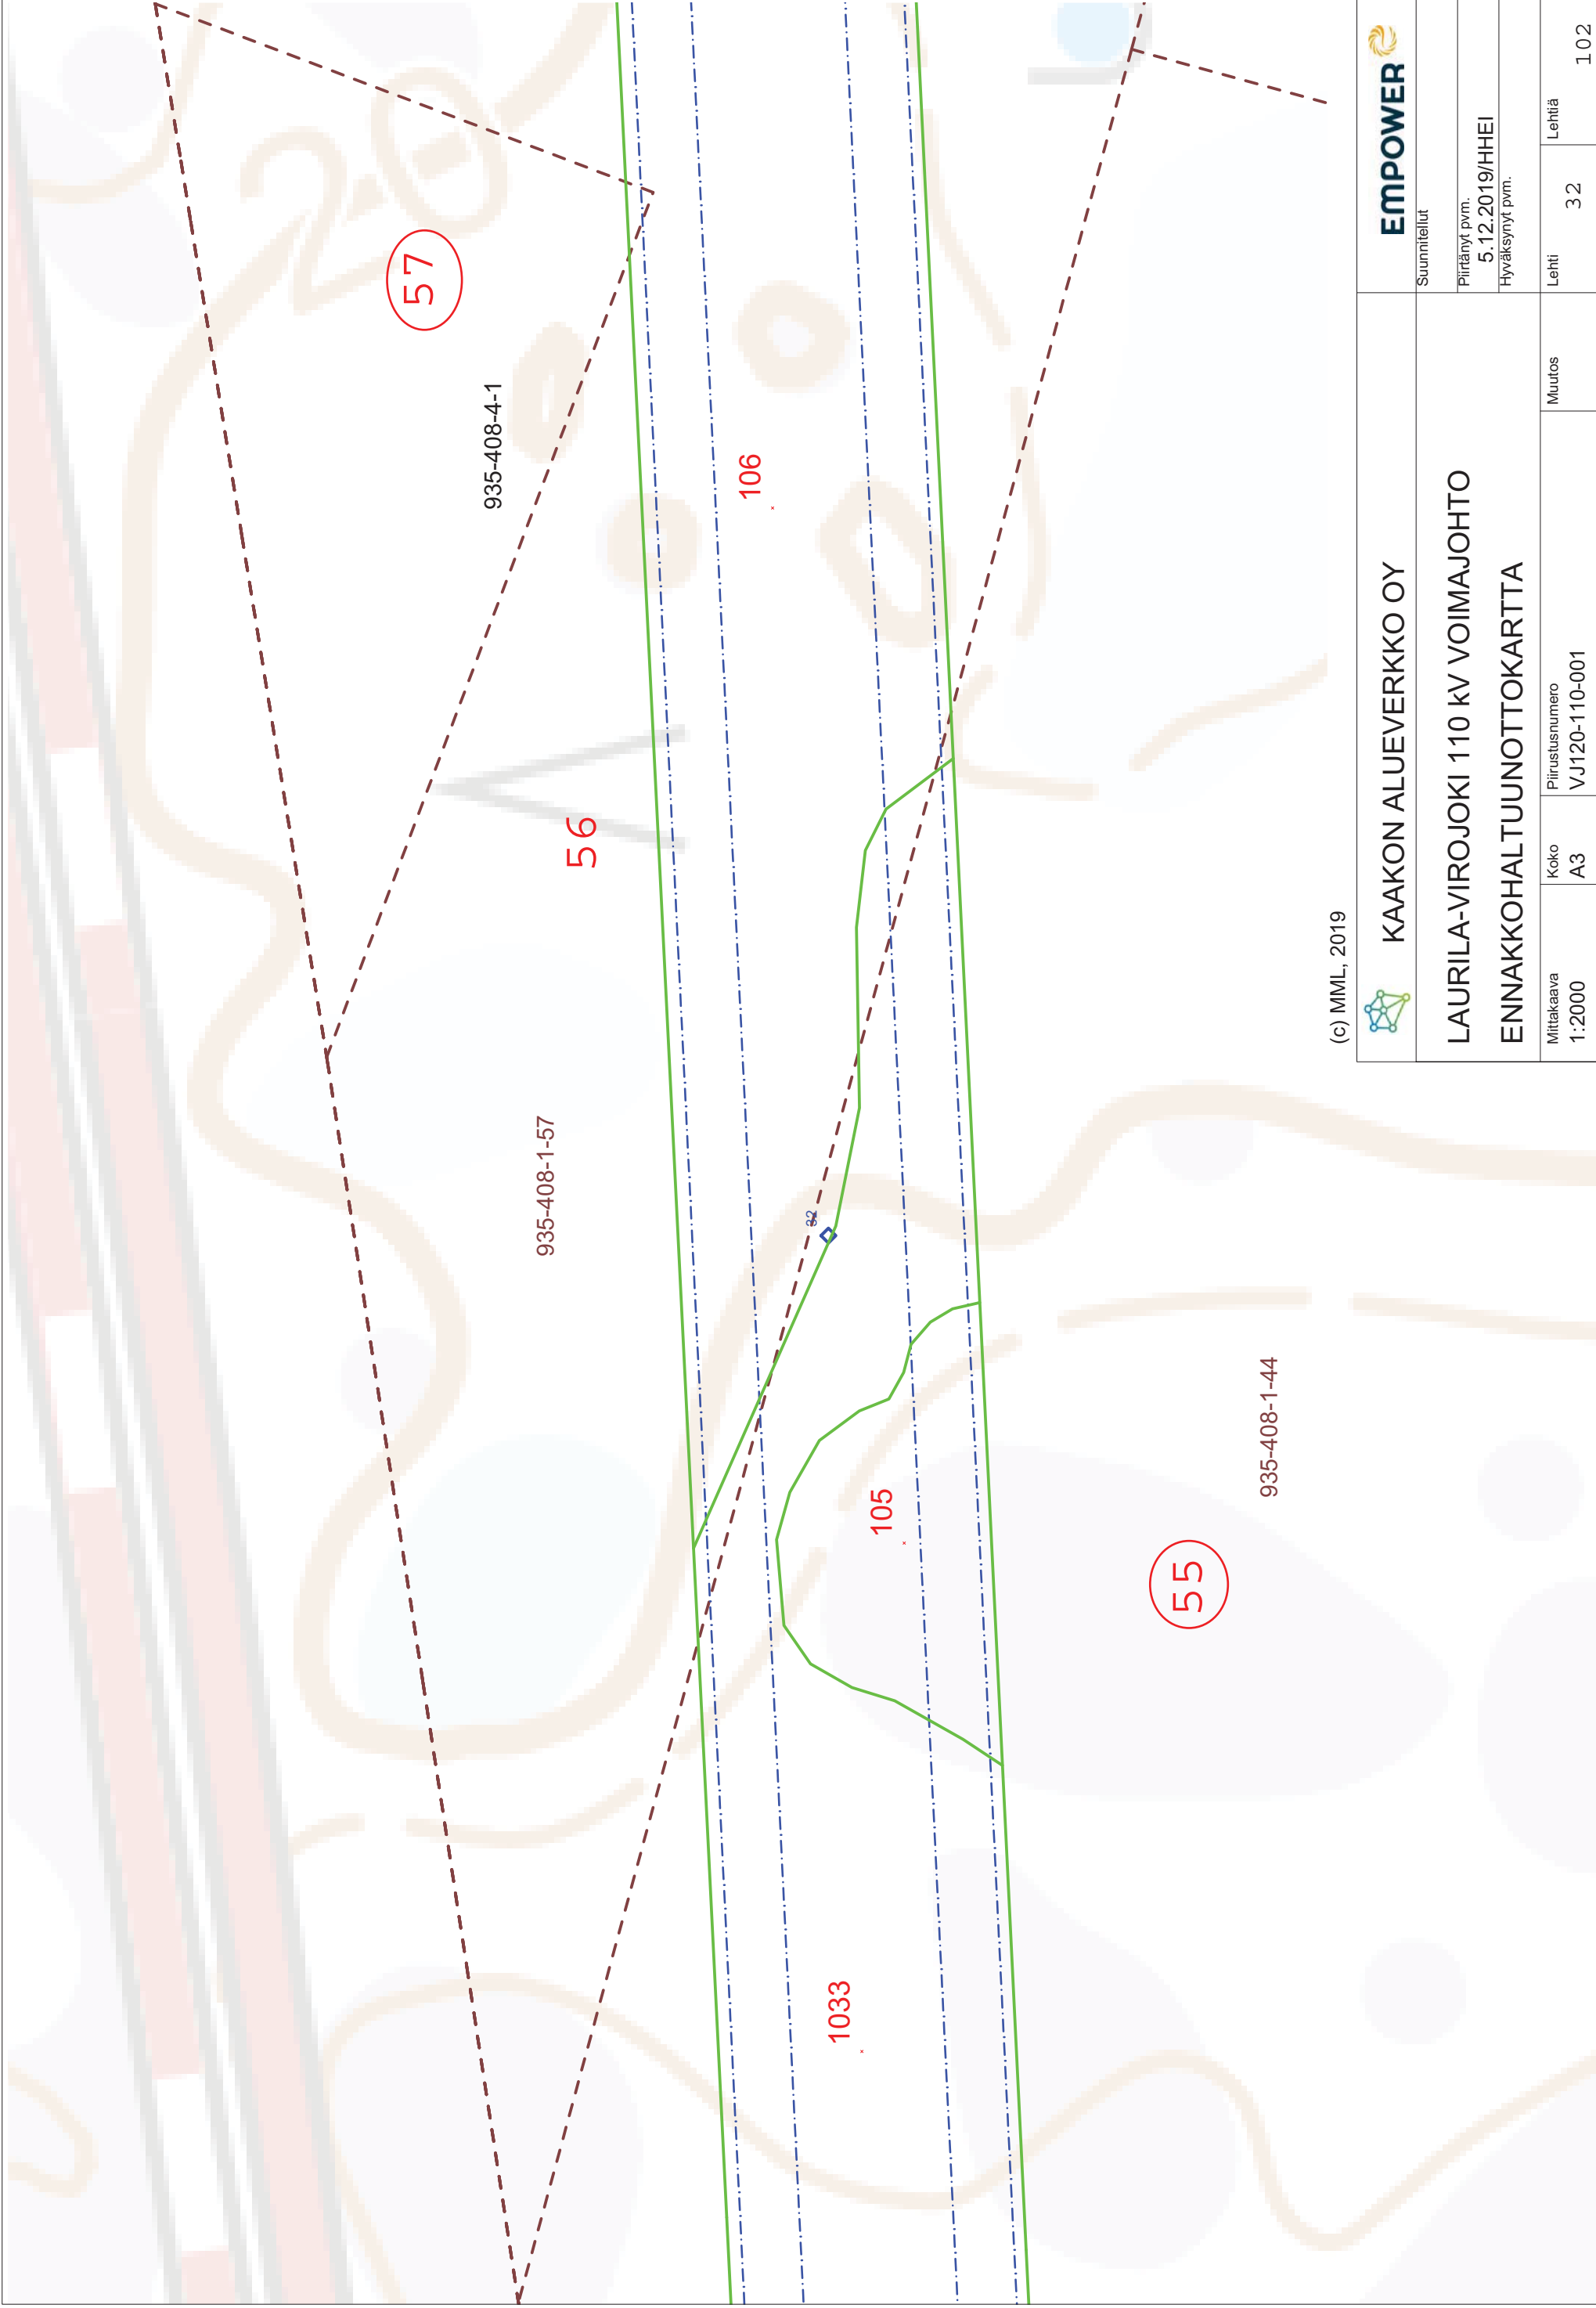 57
935-408-4-1
106
56
935-408-1-57
32
105
935-408-1-44
55
1033
20
(c) MML, 2019
KAAKON ALUEVERKKO OY
EMPOWER
LAURILA-VIROJOKI 110 kV VOIMAJOHTO
ENNAKKOHALTUUNOTTOKARTTA
Suunnitellut
Piirtänyt pvm.
5.12.2019/HHEI
Hyväksynyt pvm.
Mittakaava
1:2000
Koko
A3
Piirustusnumero
VJ120-110-001
Muutos
Lehti
32
Lehtiä
102